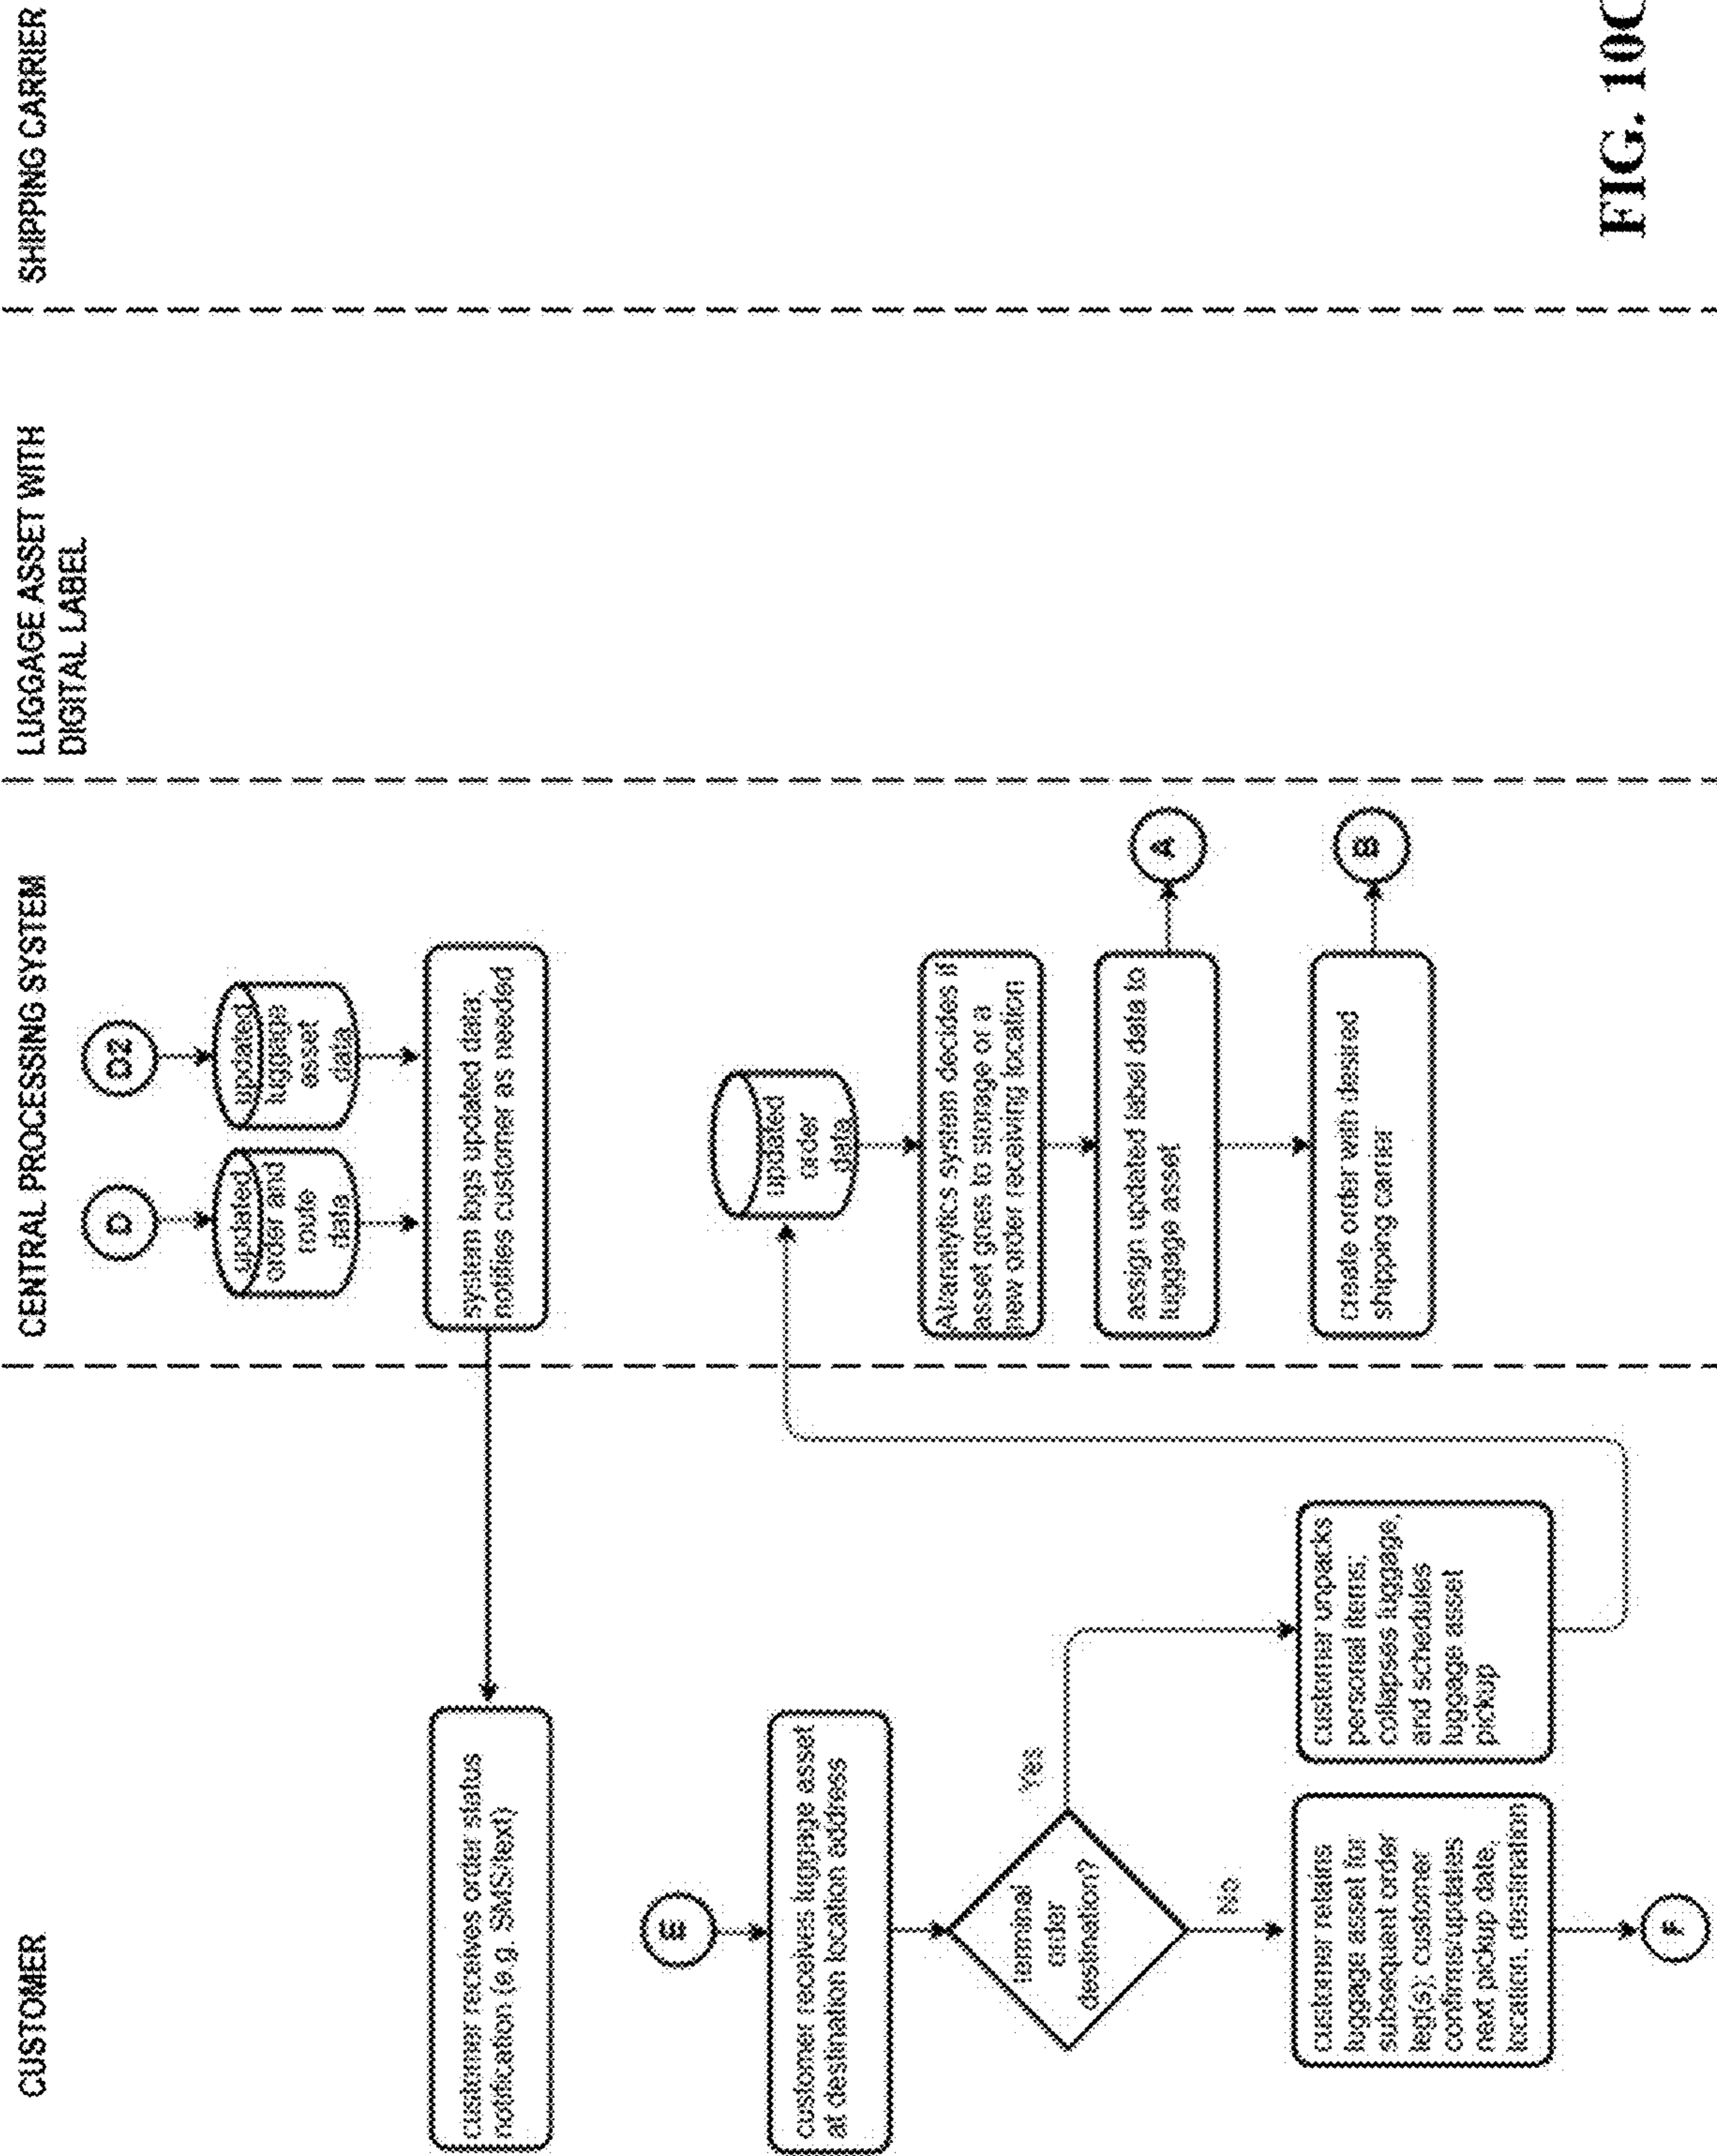 CUSTOMER
CENTRAL PROCESSING SYSTEM
LUGGAGE ASSET WITH
DIGITAL LABEL
SHIPPING CARRIER
D
D2
updated
order and
route
data
updated
luggage
asset
data
system logs updated data;
notifies customer as needed
customer receives order status
notification (e.g. SMS/text)
E
customer receives luggage asset
at destination location address
terminal
order
destination?
Yes
No
customer retains
luggage asset for
subsequent order
leg(s); customer
confirms/updates
next pickup date,
location, destination
F
customer unpacks
personal items,
collapses luggage,
and schedules
luggage asset
pickup
updated
order
data
AI/analytics system decides if
asset goes to storage or a
new order receiving location
assign updated label data to
luggage asset
A
create order with desired
shipping carrier
B
FIG. 10C